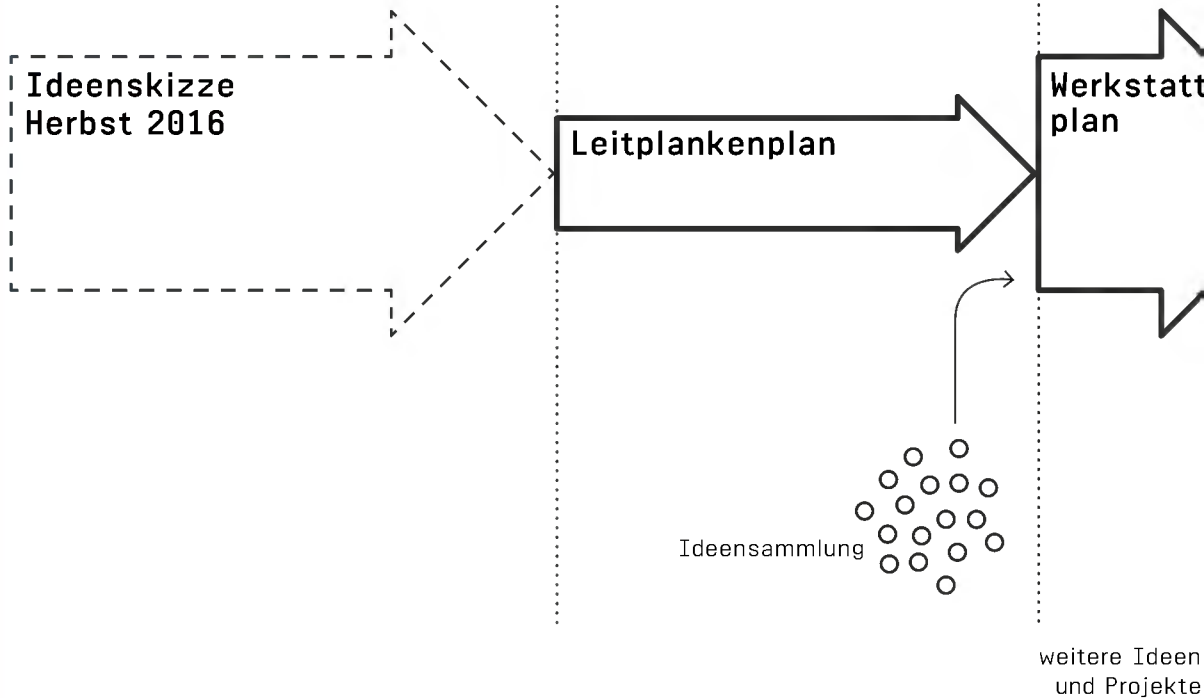 Ideenskizze
Herbst 2016
Leitplankenplan
Werkstatt
plan
Ideensammlung
weitere Ideen
und Projekte